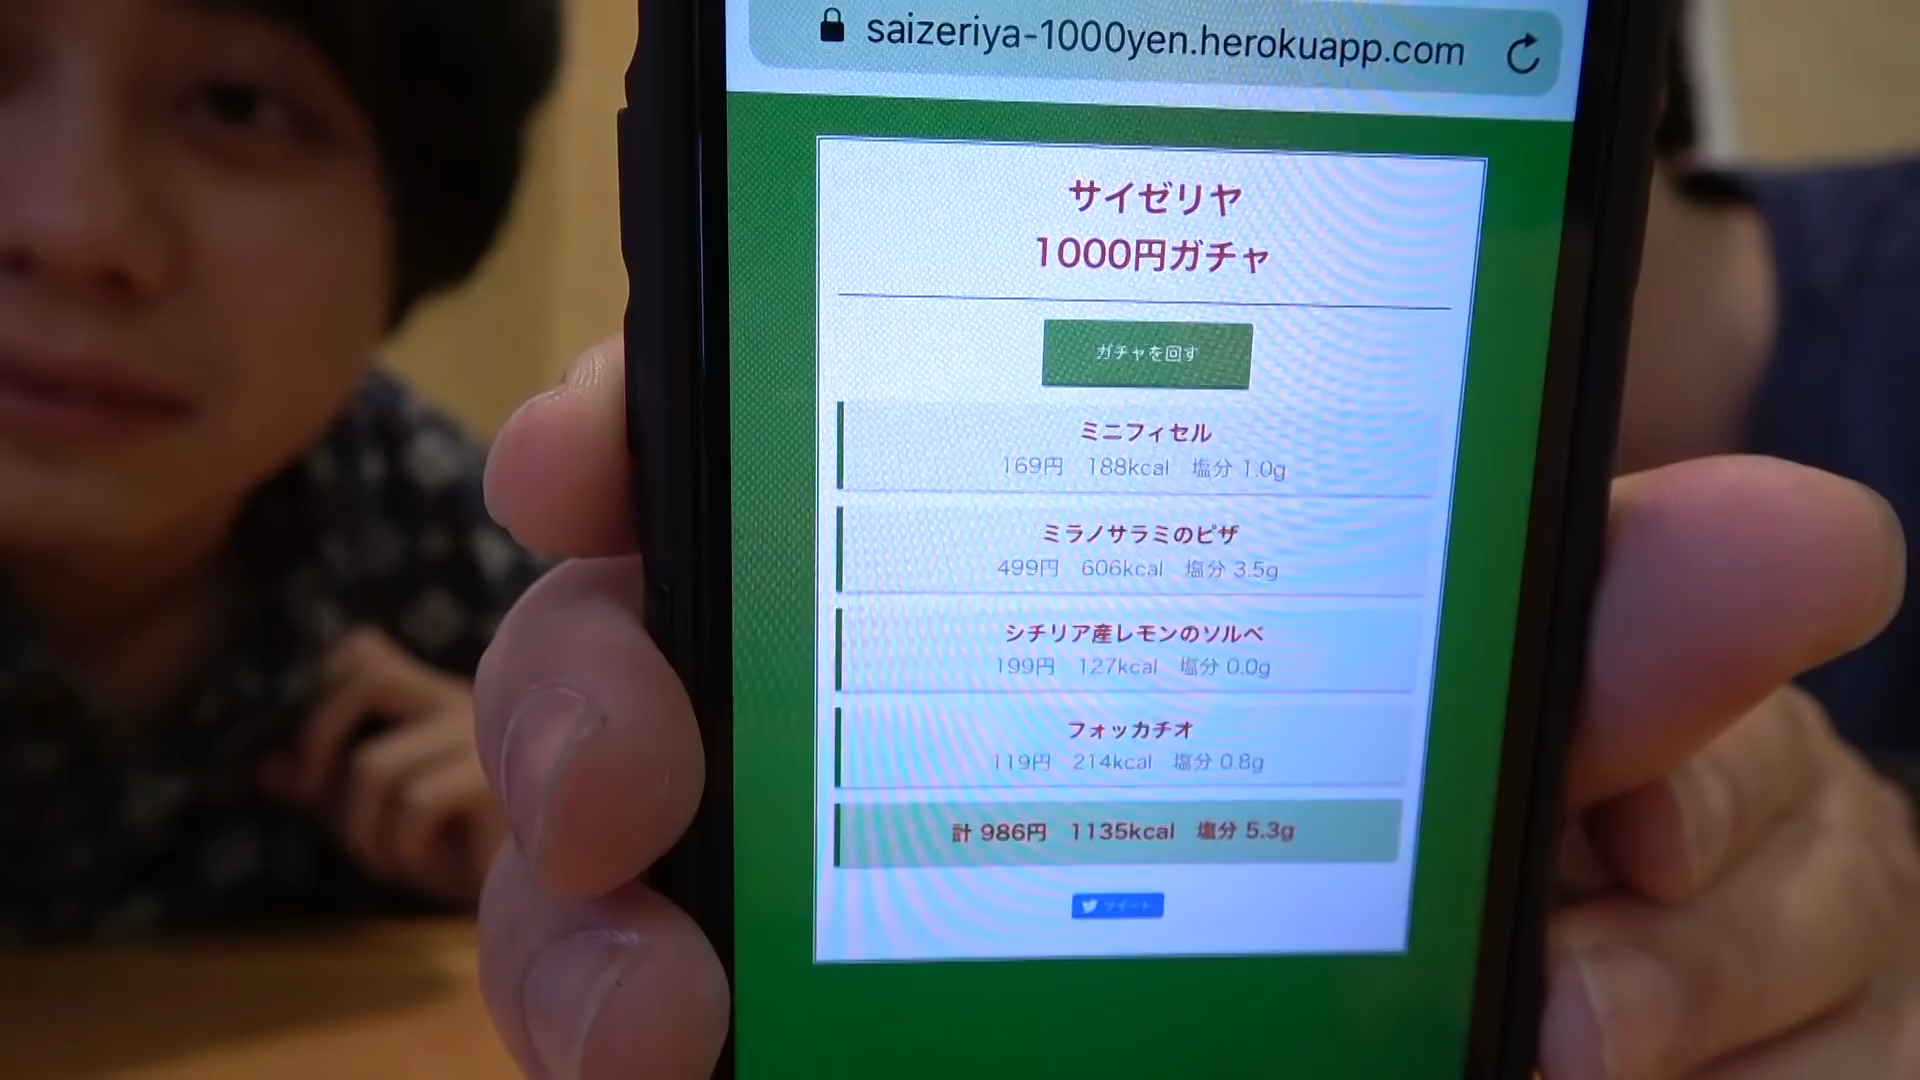 saizeriya-1000yen.herokuapp.com
サイゼリヤ
1000円ガチャ
ガチャを回す
ミニフィセル
169円 188kcal 塩分 1.0g
ミラノサラミのピザ
499円 606kcal 塩分 3.5g
シチリア産レモンのソルベ
199円 127kcal 塩分 0.0g
フォッカチオ
119円 214kcal 塩分 0.8g
計 986円 1135kcal 塩分 5.3g
ツイート